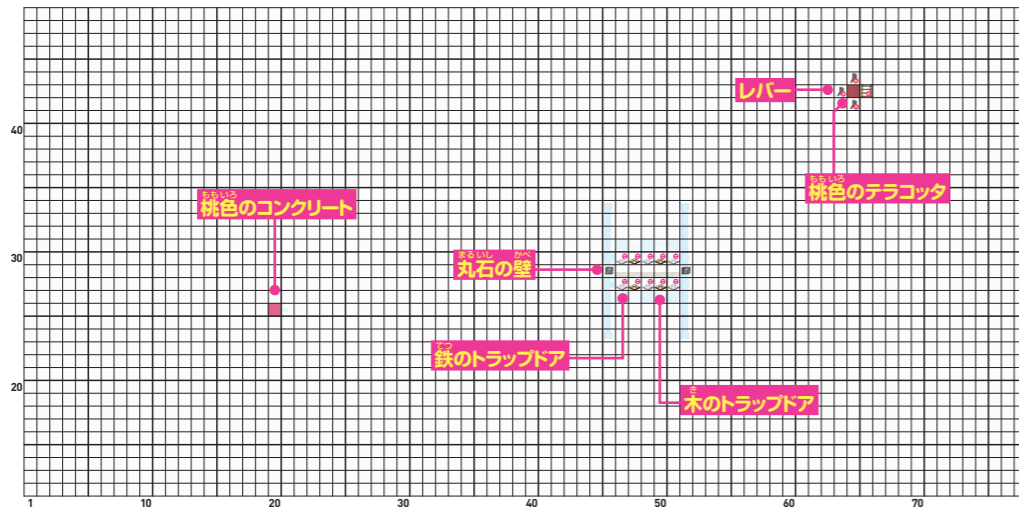 レバー
40
ももいろ
桃色のテラコッタ
ももいろ
桃色のコンクリート
まるいし かべ
丸石の壁
30
てつ
鉄のトラップドア
20
き
木のトラップドア
1 10 20 30 40 50 60 70